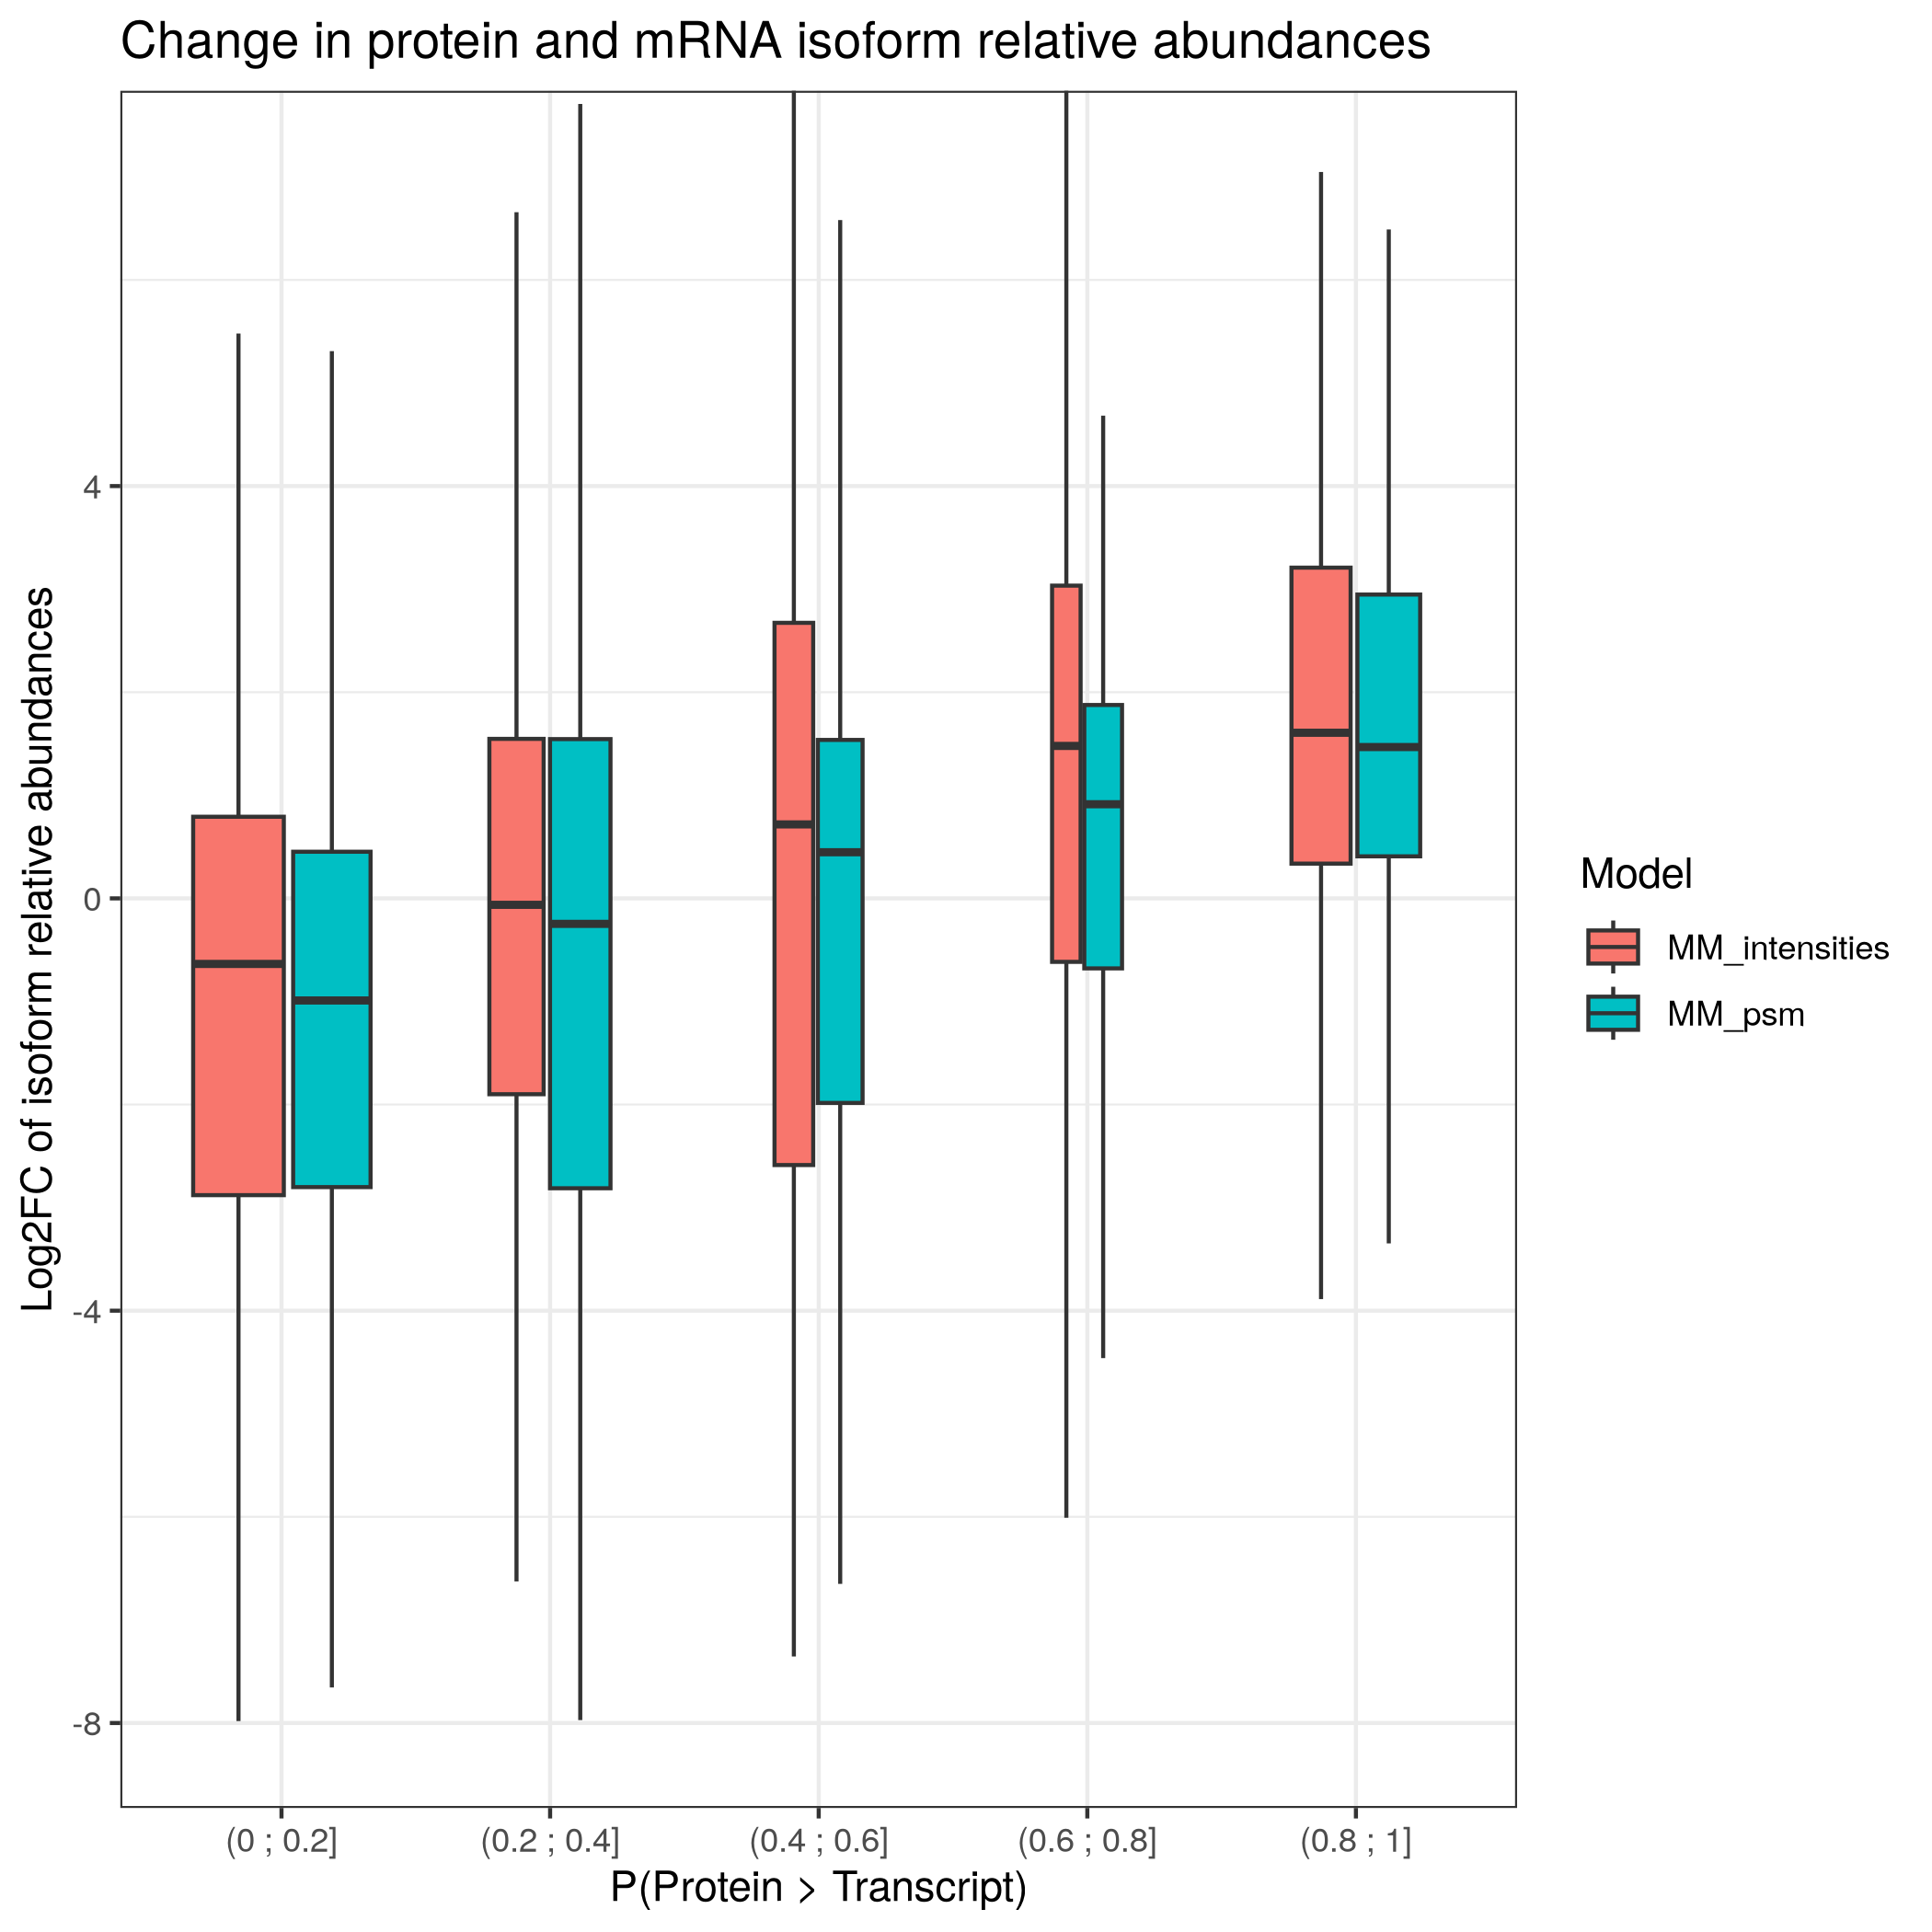 Change in protein and mRNA isoform relative abundances
Log2FC of isoform relative abundances
4
0
-4
-8
(0 ; 0.2]
(0.2 ; 0.4]
(0.4 ; 0.6]
(0.6 ; 0.8]
(0.8 ; 1]
P(Protein > Transcript)
Model
MM_intensities
MM_psm